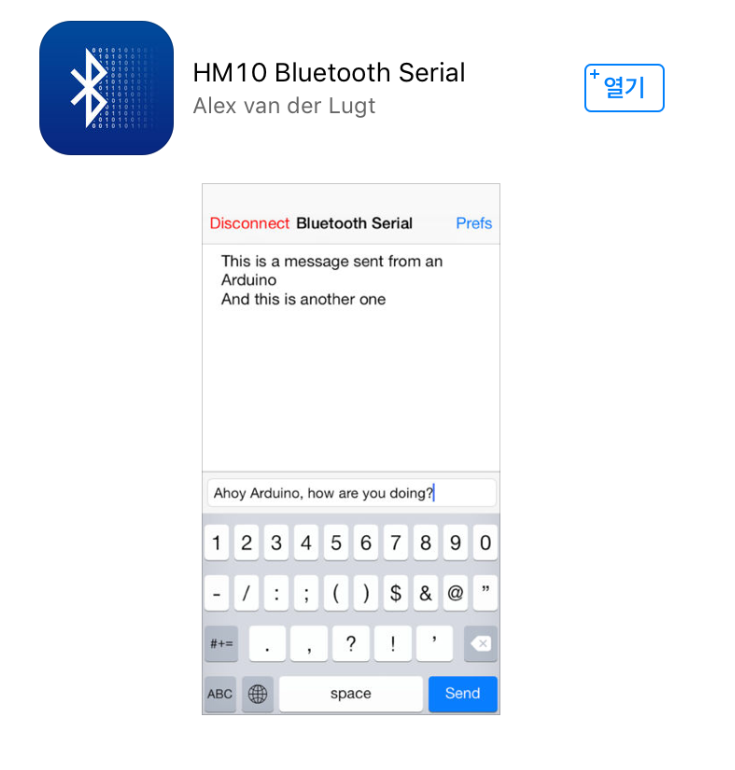 HM10 Bluetooth Serial
Alex van der Lugt
+ 열기
Disconnect Bluetooth Serial Prefs
This is a message sent from an
Arduino
And this is another one
Ahoy Arduino, how are you doing?
1 2 3 4 5 6 7 8 9 0
- / : ; ( ) $ & @ ”
#+= . , ? ! ’
ABC space Send